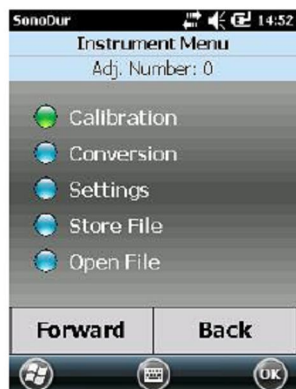 SonoDur 14:52
Instrument Menu
Adj. Number: 0
Calibration
Conversion
Settings
Store File
Open File
Forward Back
OK